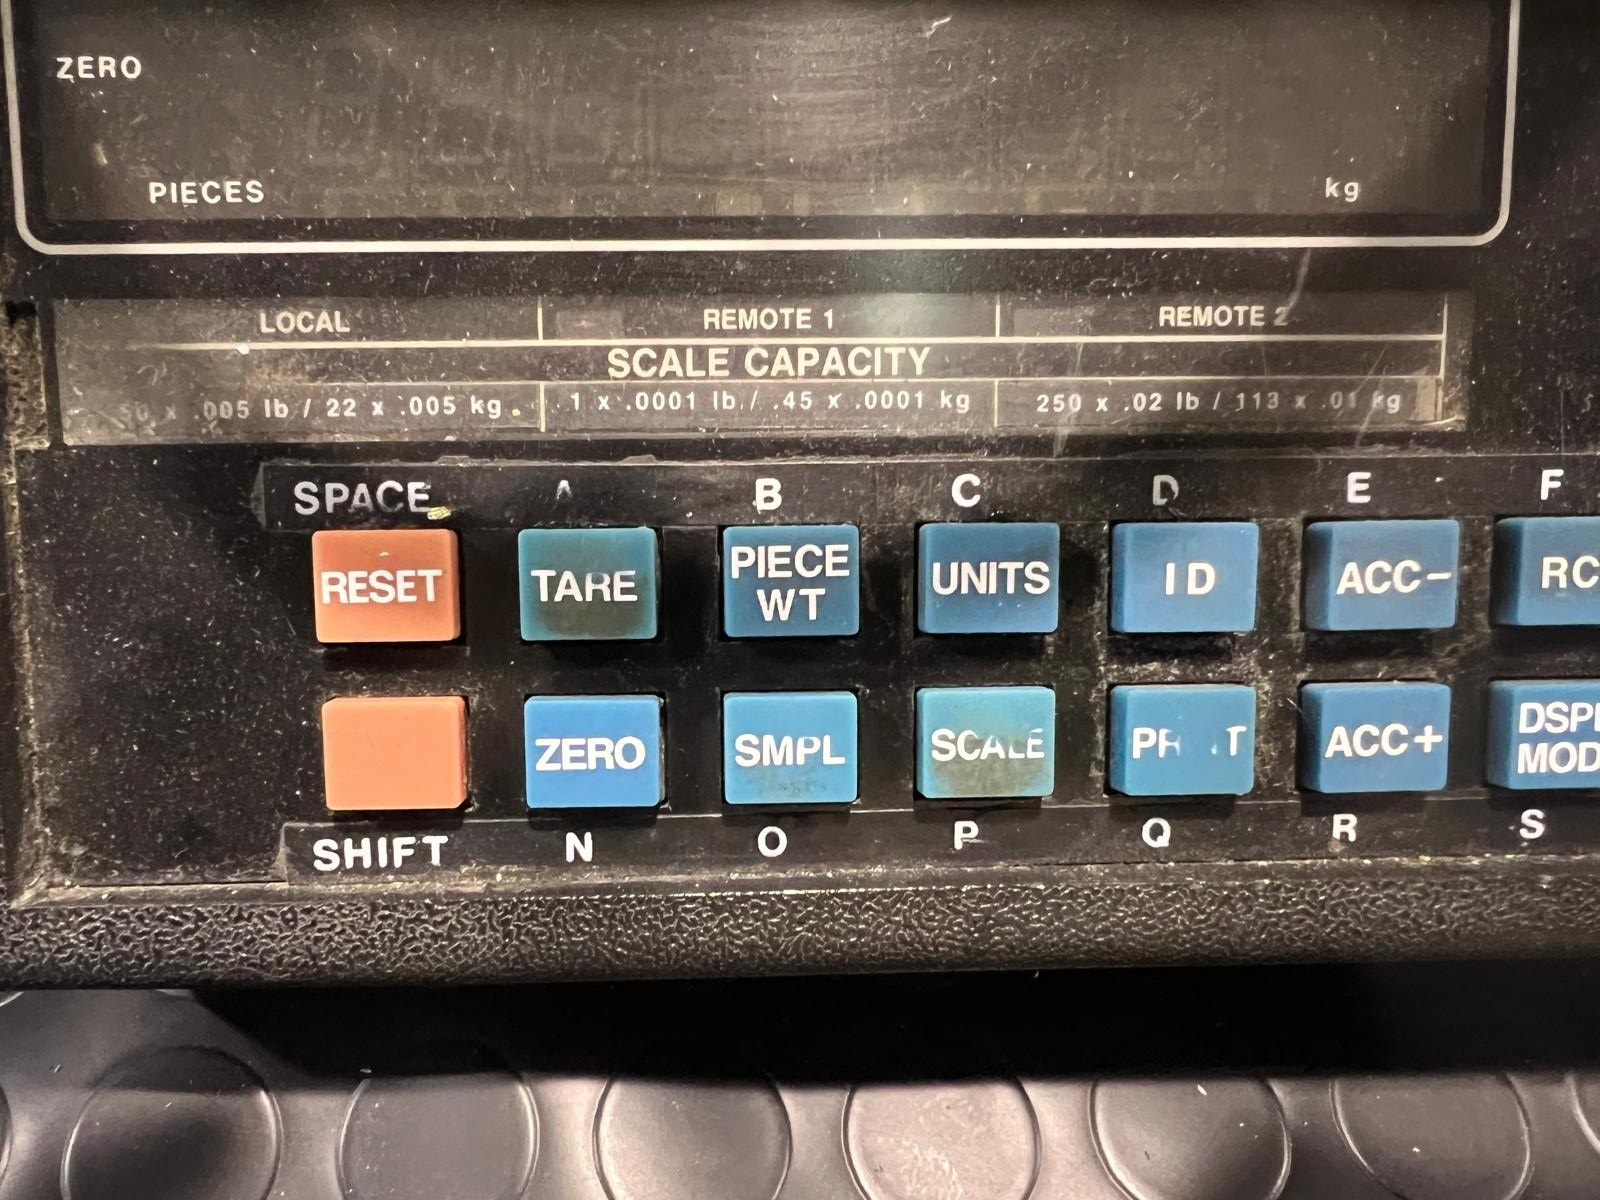 ZERO
PIECES kg
LOCAL REMOTE 1 REMOTE 2
SCALE CAPACITY
50 x .005 lb / 22 x .005 kg 1 x .0001 lb / .45 x .0001 kg 250 x .02 lb / 113 x .01 kg
SPACE A B C D E F
RESET TARE PIECE WT UNITS ID ACC-
ZERO SMPL SCALE ACC+
SHIFT N O P Q R S